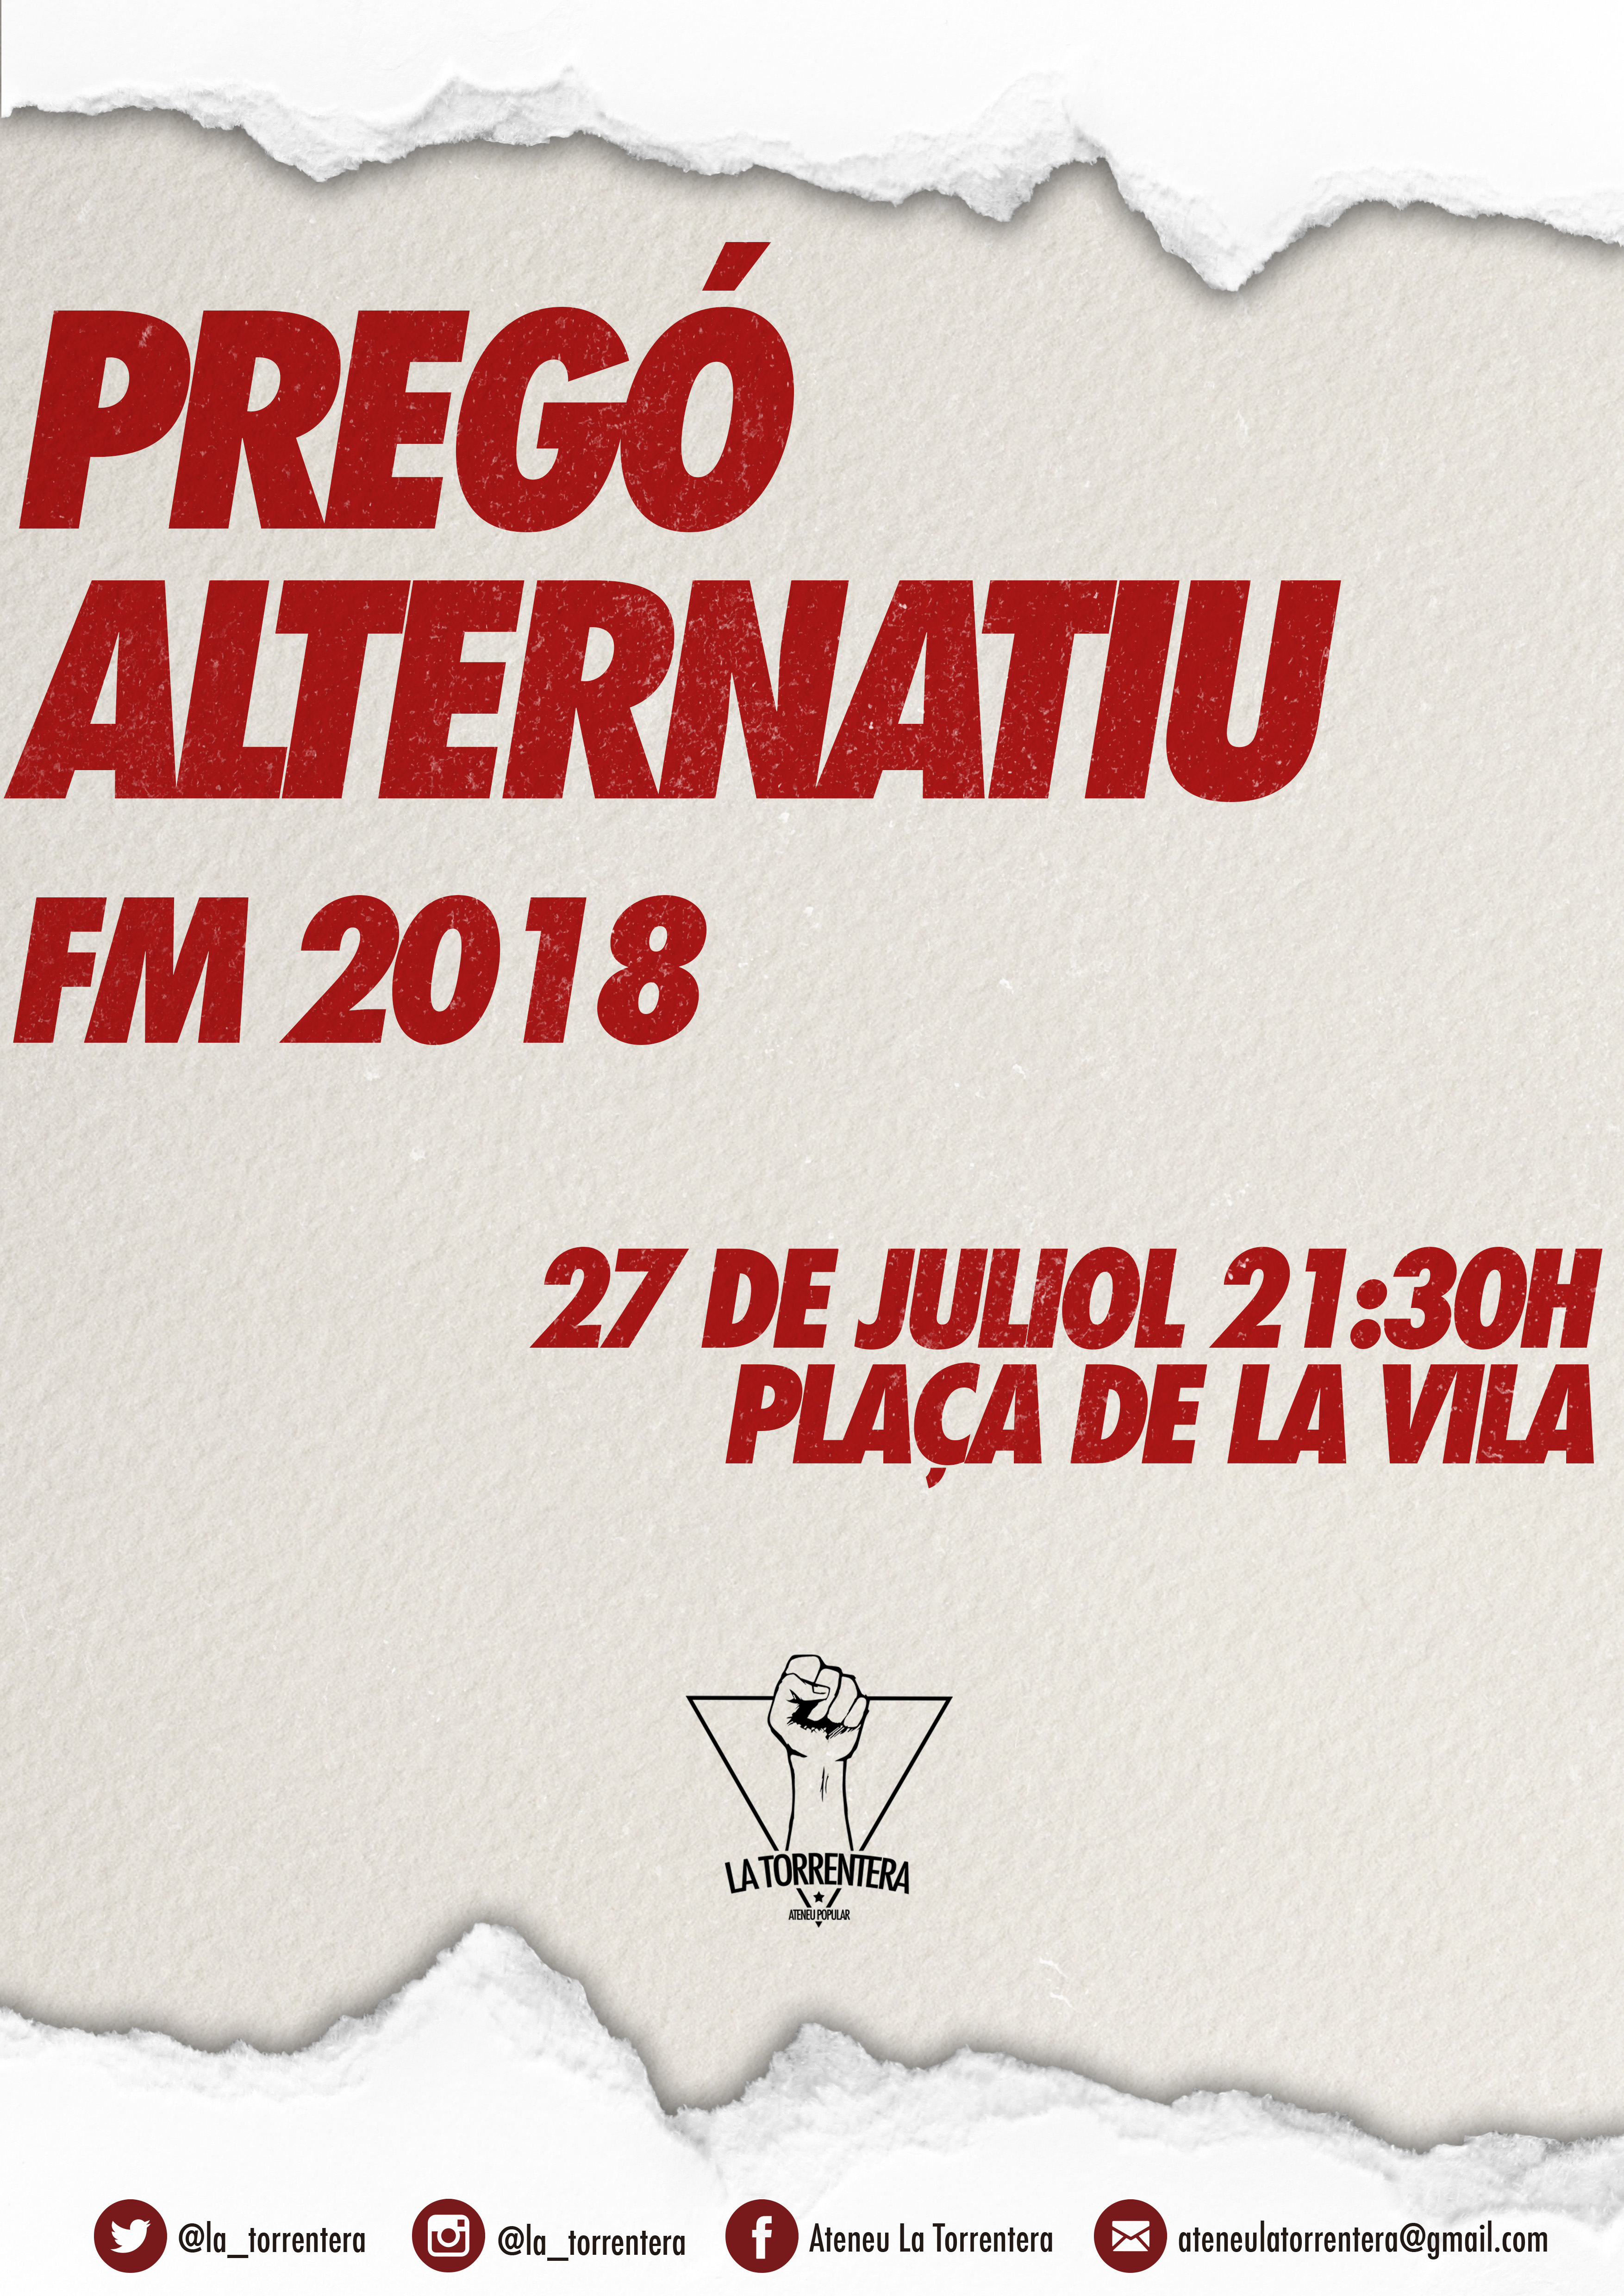 PREGÓ
ALTERNATIU
FM 2018
27 DE JULIOL 21:30H
PLAÇA DE LA VILA
LA TORRENTERA
ATENEU POPULAR
@la_torrentera
@la_torrentera
Ateneu La Torrentera
ateneulatorrentera@gmail.com